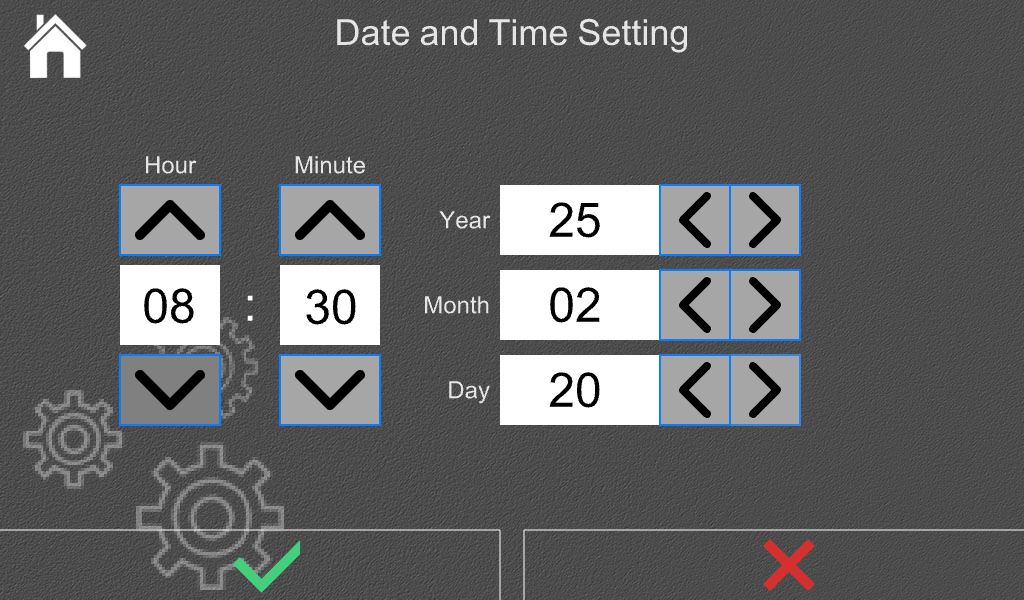 Date and Time Setting
Hour
Minute
08 : 30
Year 25
Month 02
Day 20